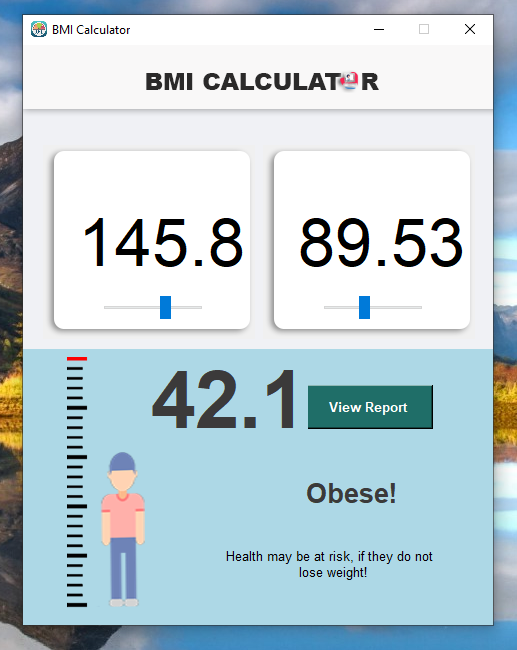 BMI Calculator
BMI CALCULATOR
145.8
89.53
42.1
View Report
Obese!
Health may be at risk, if they do not
lose weight!